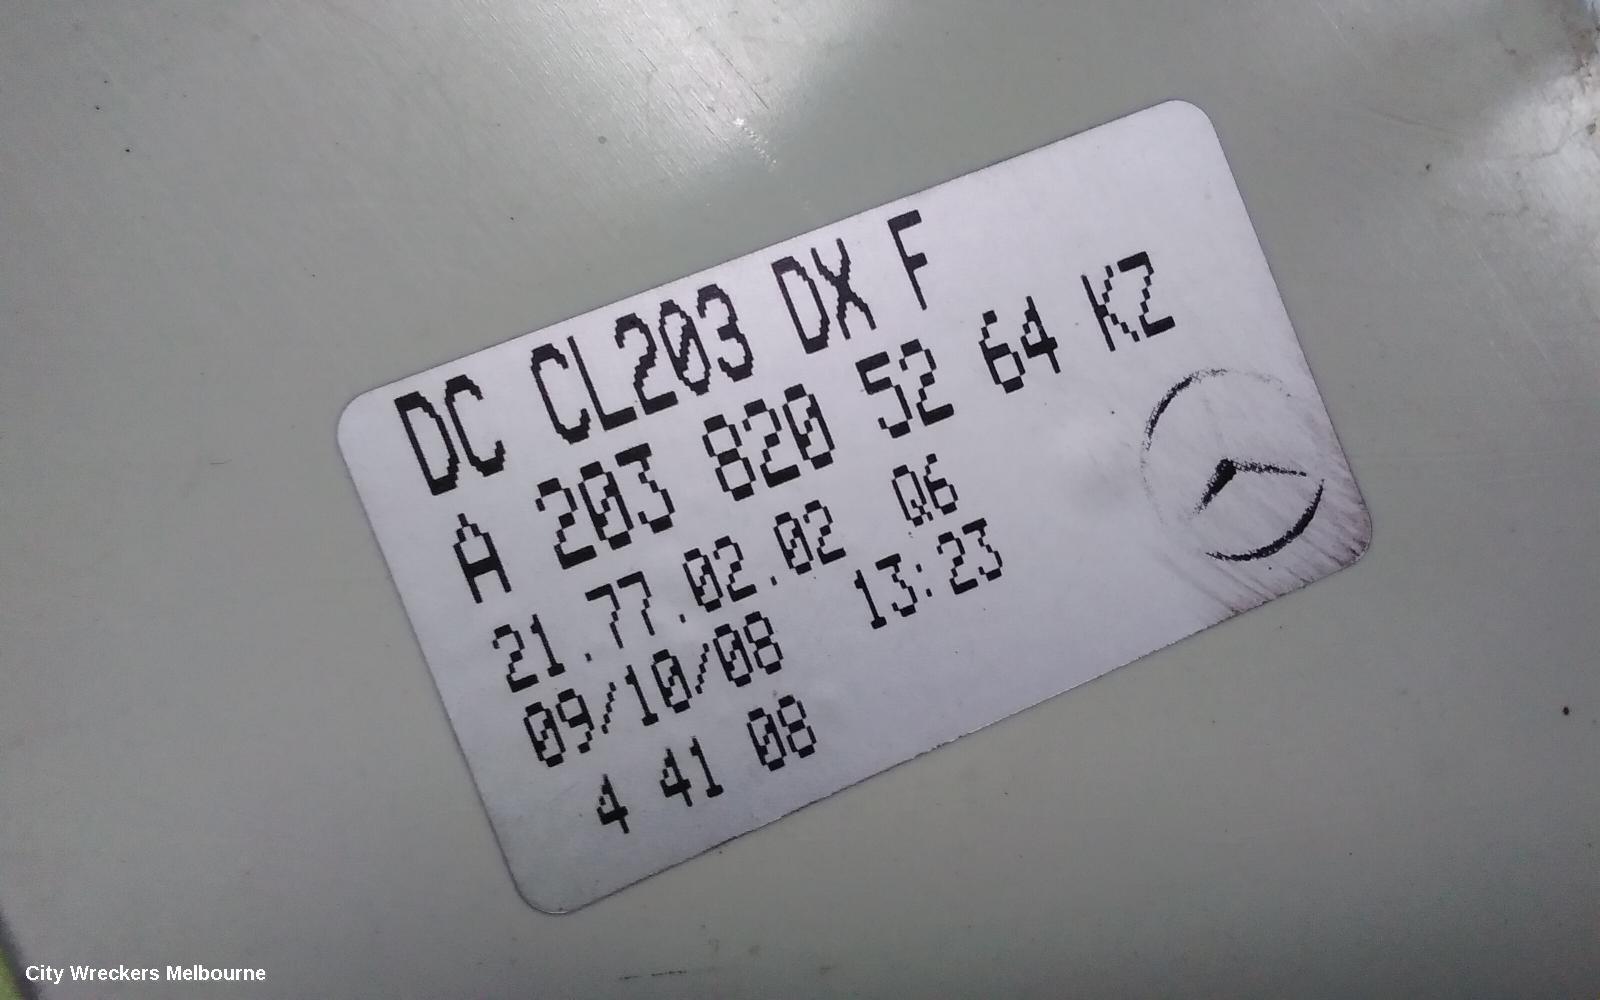 DC CL203 DX F
A 203 820 52 64 KZ
21.77.02.02 Q6
09/10/08 13:23
4 41 08
City Wreckers Melbourne